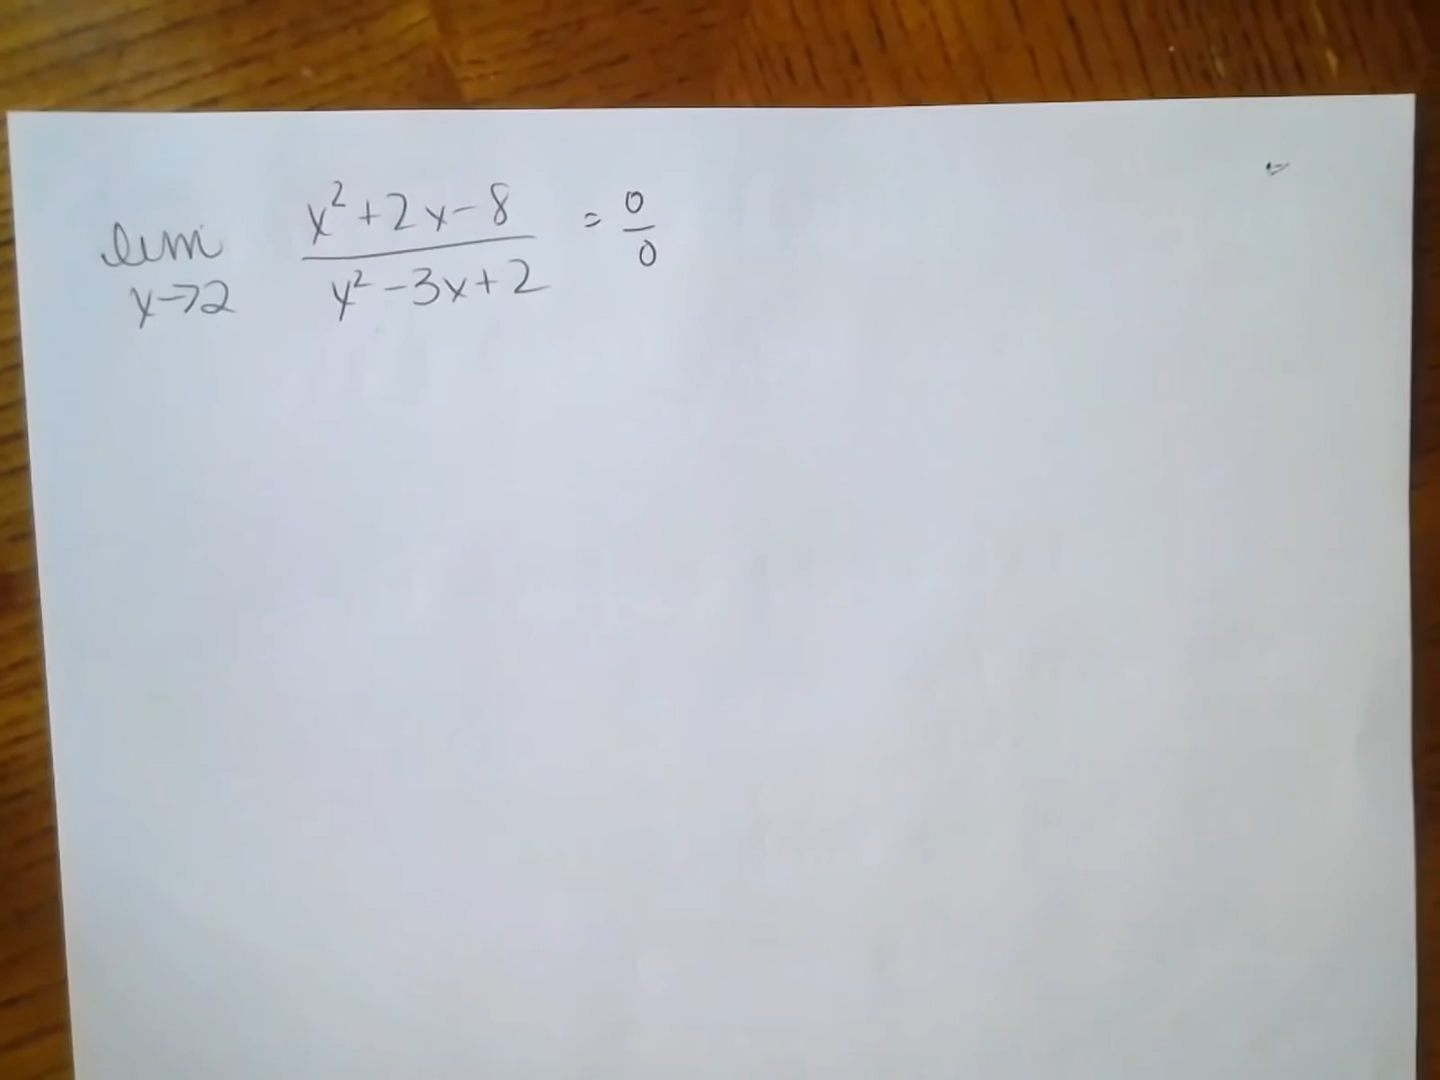 lim x→2 (x² + 2x - 8) / (x² - 3x + 2) = 0/0